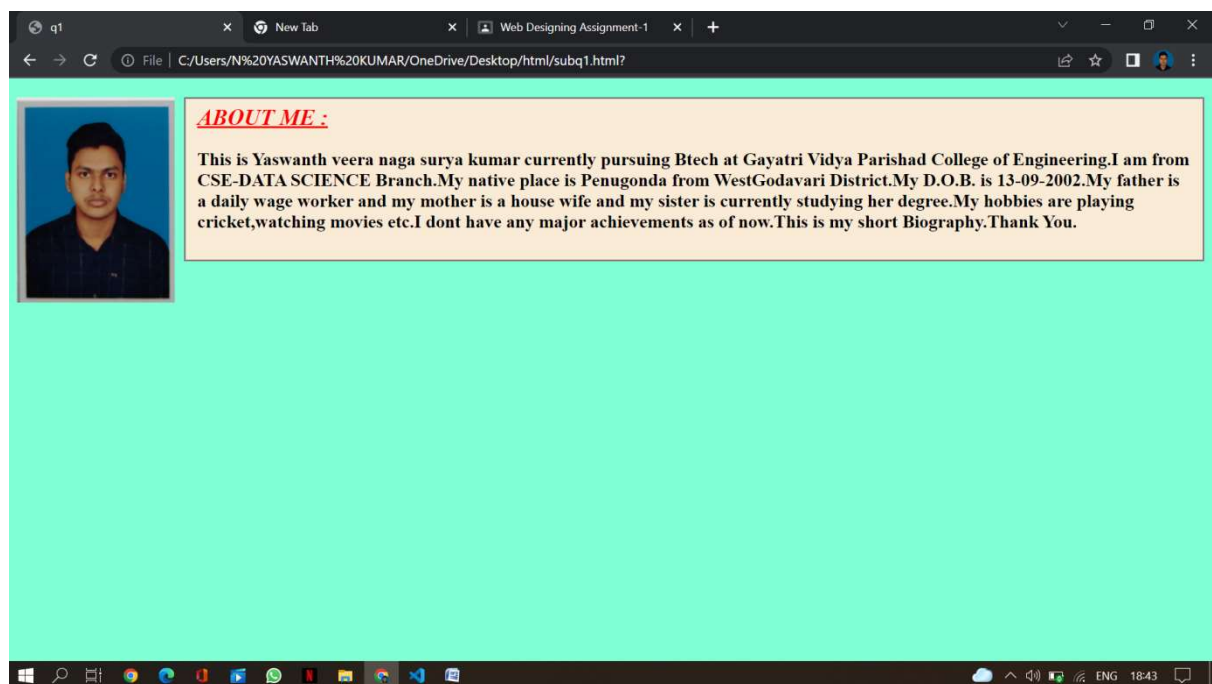 q1
New Tab
Web Designing Assignment-1
File | C:/Users/N%20YASWANTH%20KUMAR/OneDrive/Desktop/html/subq1.html?
ABOUT ME :
This is Yaswanth veera naga surya kumar currently pursuing Btech at Gayatri Vidya Parishad College of Engineering.I am from
CSE-DATA SCIENCE Branch.My native place is Penugonda from WestGodavari District.My D.O.B. is 13-09-2002.My father is
a daily wage worker and my mother is a house wife and my sister is currently studying her degree.My hobbies are playing
cricket,watching movies etc.I dont have any major achievements as of now.This is my short Biography.Thank You.
ENG 18:43